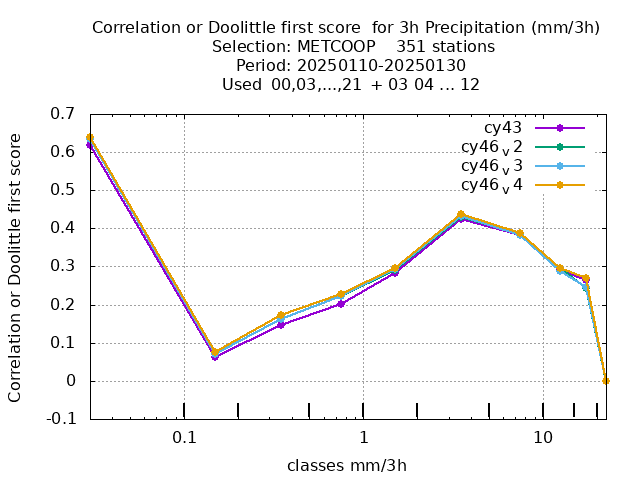 Correlation or Doolittle first score  for 3h Precipitation (mm/3h)
Selection: METCOOP    351 stations
Period: 20250110-20250130
Used  00,03,...,21  + 03 04 ... 12
cy43
cy46 v 2
cy46 v 3
cy46 v 4
0.7
0.6
0.5
0.4
0.3
0.2
0.1
0
-0.1
Correlation or Doolittle first score
0.1
1
10
classes mm/3h